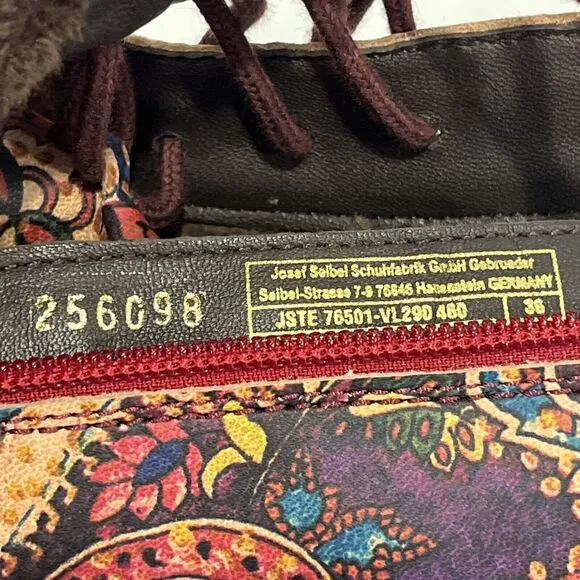 Josef Seibel Schuhfabrik GmbH Gebrueder
Seibel-Strasse 7-9 76846 Hauenstein GERMANY
256098
JSTE 76501-VL290 460 36